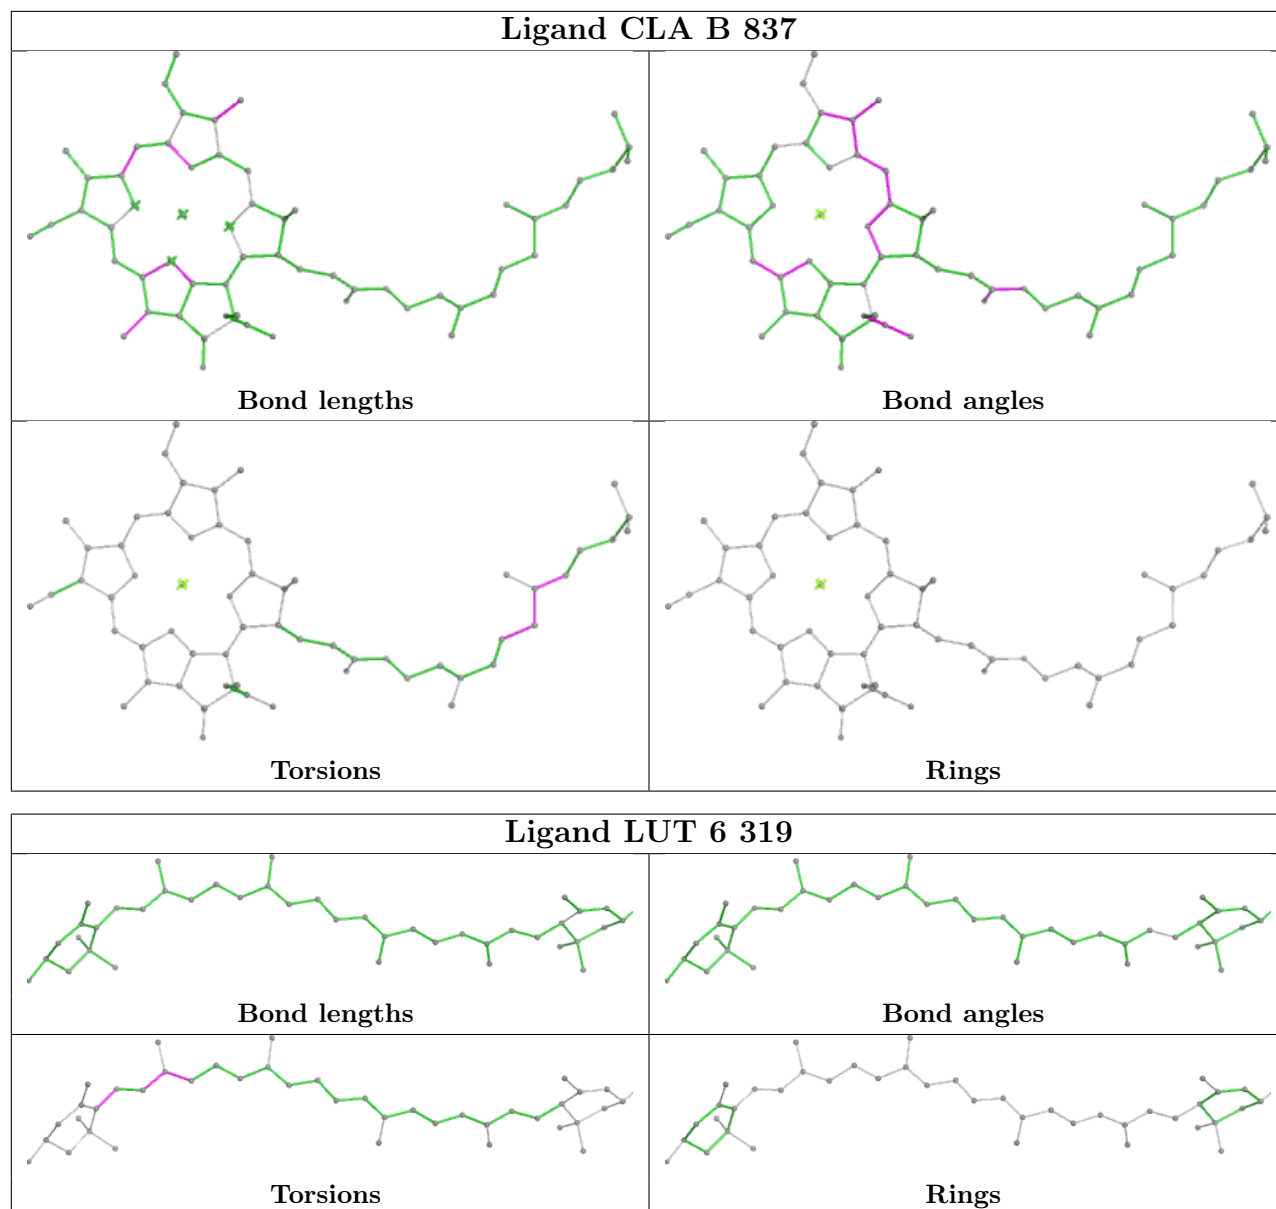 Ligand CLA B 837
Bond lengths
Bond angles
Torsions
Rings
Ligand LUT 6 319
Bond lengths
Bond angles
Torsions
Rings